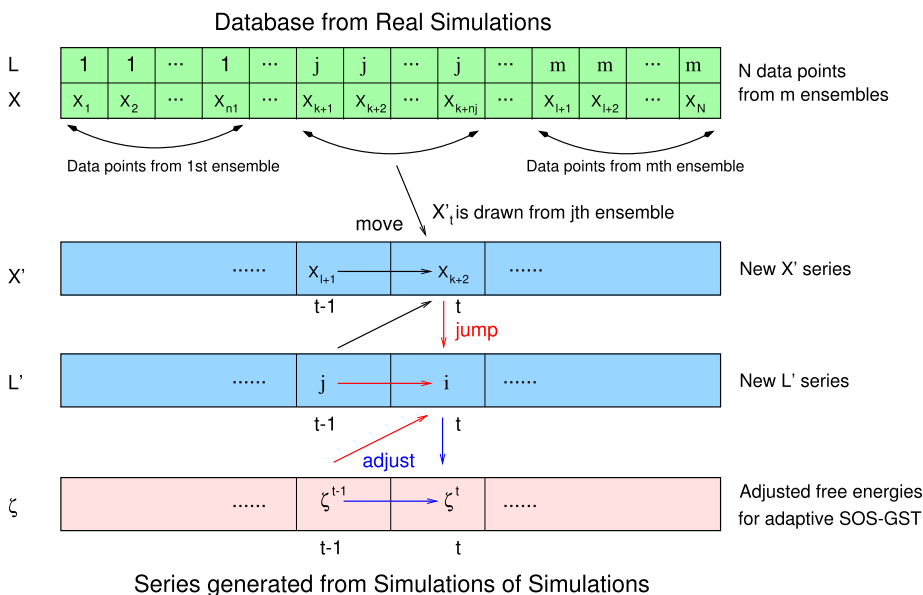 Database from Real Simulations
L 1 1 ... 1 ... j j ... j ... m m ... m
X X1 X2 ... Xn1 ... Xk+1 Xk+2 ... Xk+nj ... Xl+1 Xl+2 ... XN
N data points
from m ensembles
Data points from 1st ensemble
Data points from mth ensemble
X't is drawn from jth ensemble
move
X' ...... Xl+1 Xk+2 ...... New X' series
t-1 t
jump
L' ...... j i ...... New L' series
t-1 t
adjust
ζ ...... ζt-1 ζt ......
Adjusted free energies
for adaptive SOS-GST
t-1 t
Series generated from Simulations of Simulations